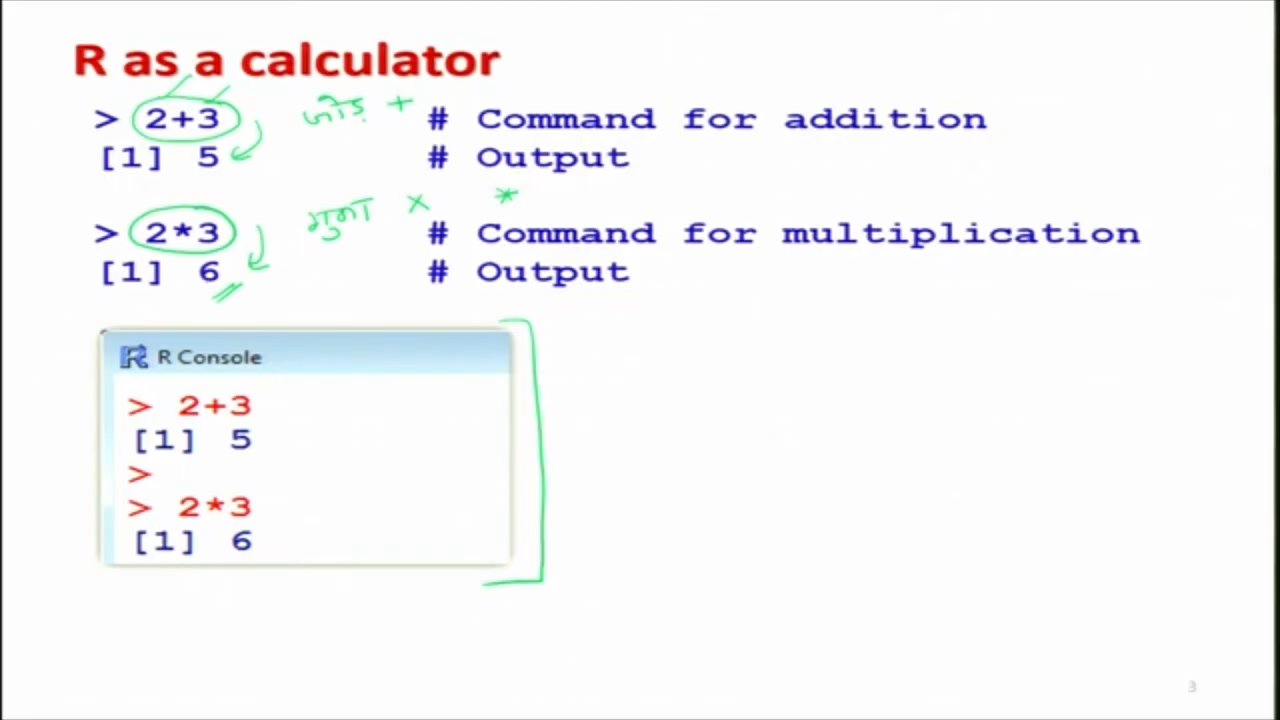 R as a calculator
> 2+3 जोड़ + # Command for addition
[1] 5 # Output
> 2*3 गुना × * # Command for multiplication
[1] 6 # Output
R Console
> 2+3
[1] 5
>
> 2*3
[1] 6
3